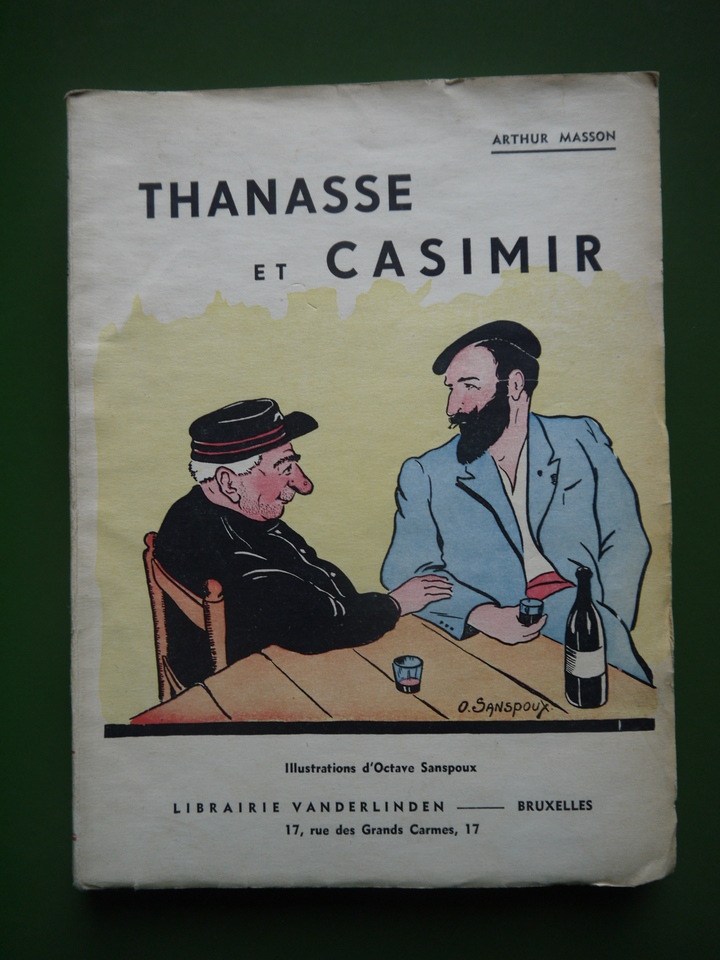 ARTHUR MASSON
THANASSE
ET CASIMIR
O. SANSPOUX
Illustrations d'Octave Sanspoux
LIBRAIRIE VANDERLINDEN —— BRUXELLES
17, rue des Grands Carmes, 17